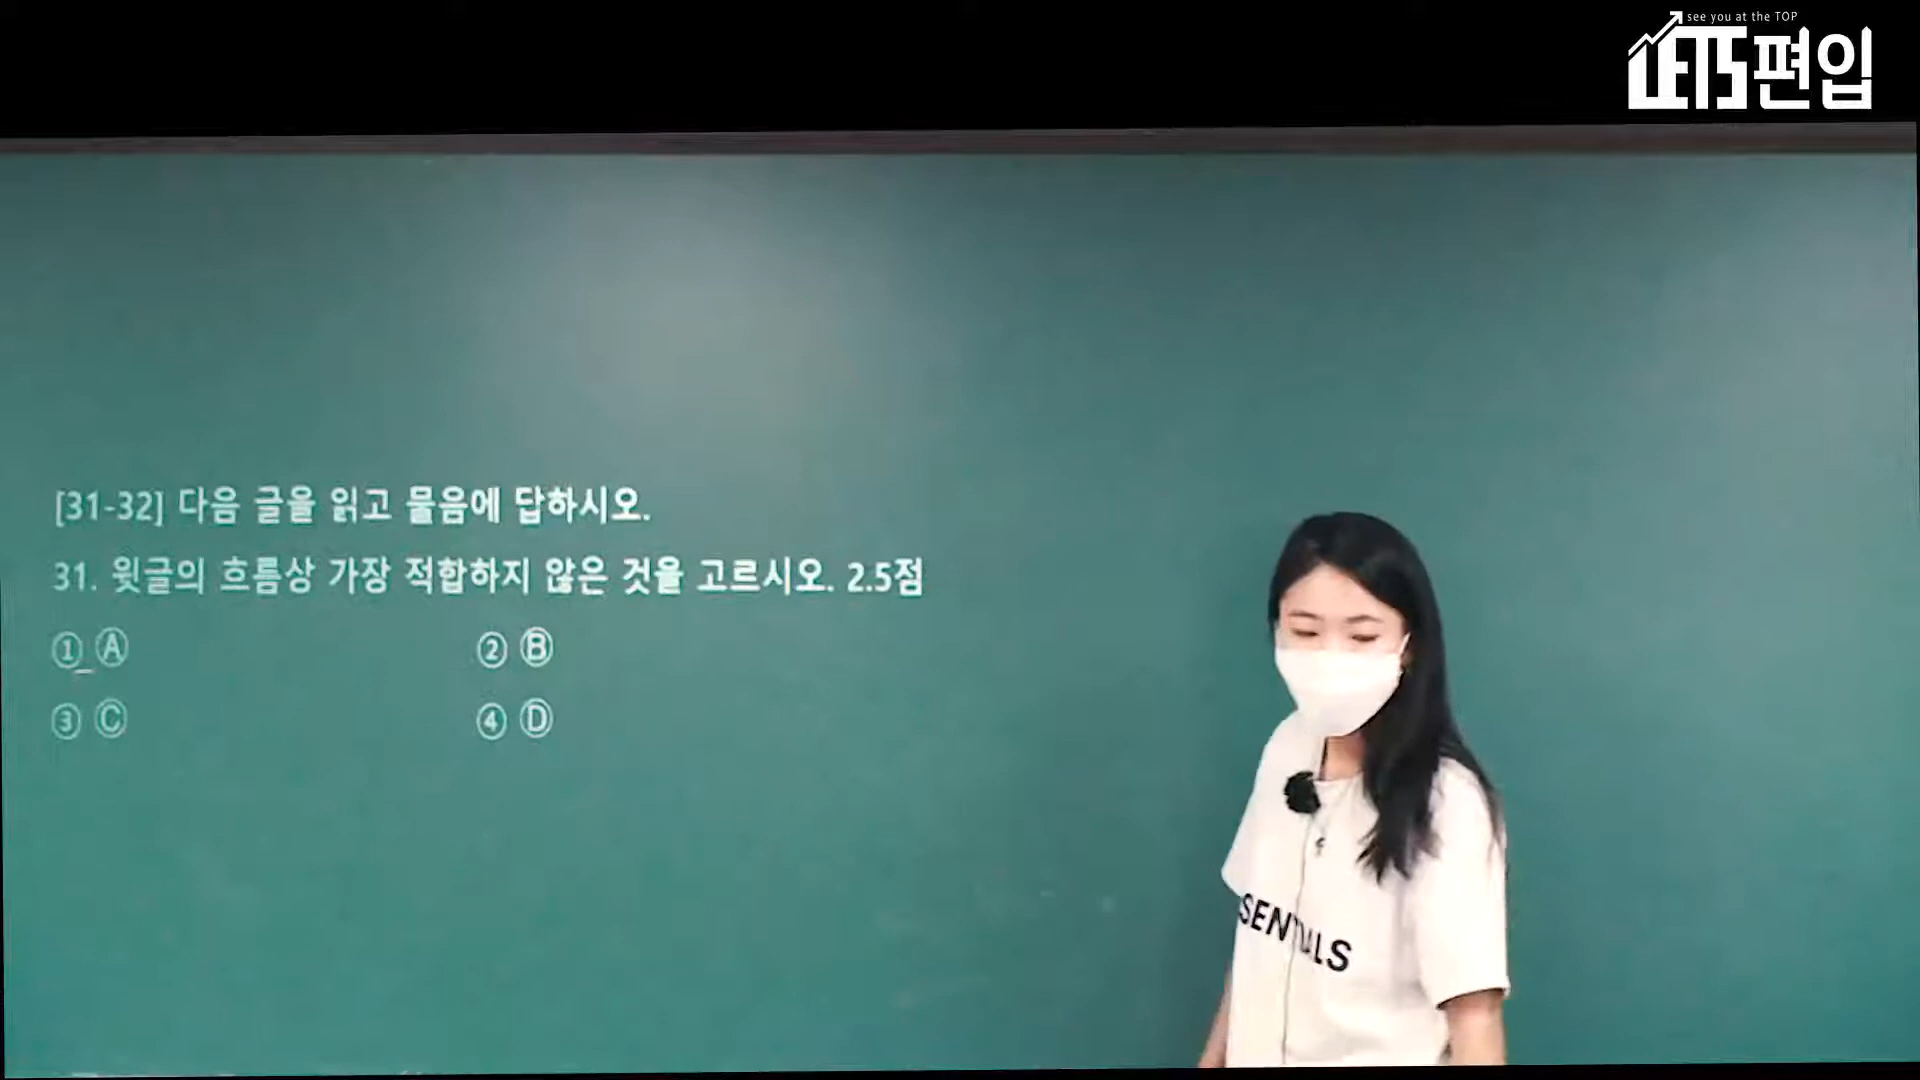 see you at the TOP
LETS편입
[31-32] 다음 글을 읽고 물음에 답하시오.
31. 윗글의 흐름상 가장 적합하지 않은 것을 고르시오. 2.5점
① Ⓐ ② Ⓑ
③ Ⓒ ④ Ⓓ